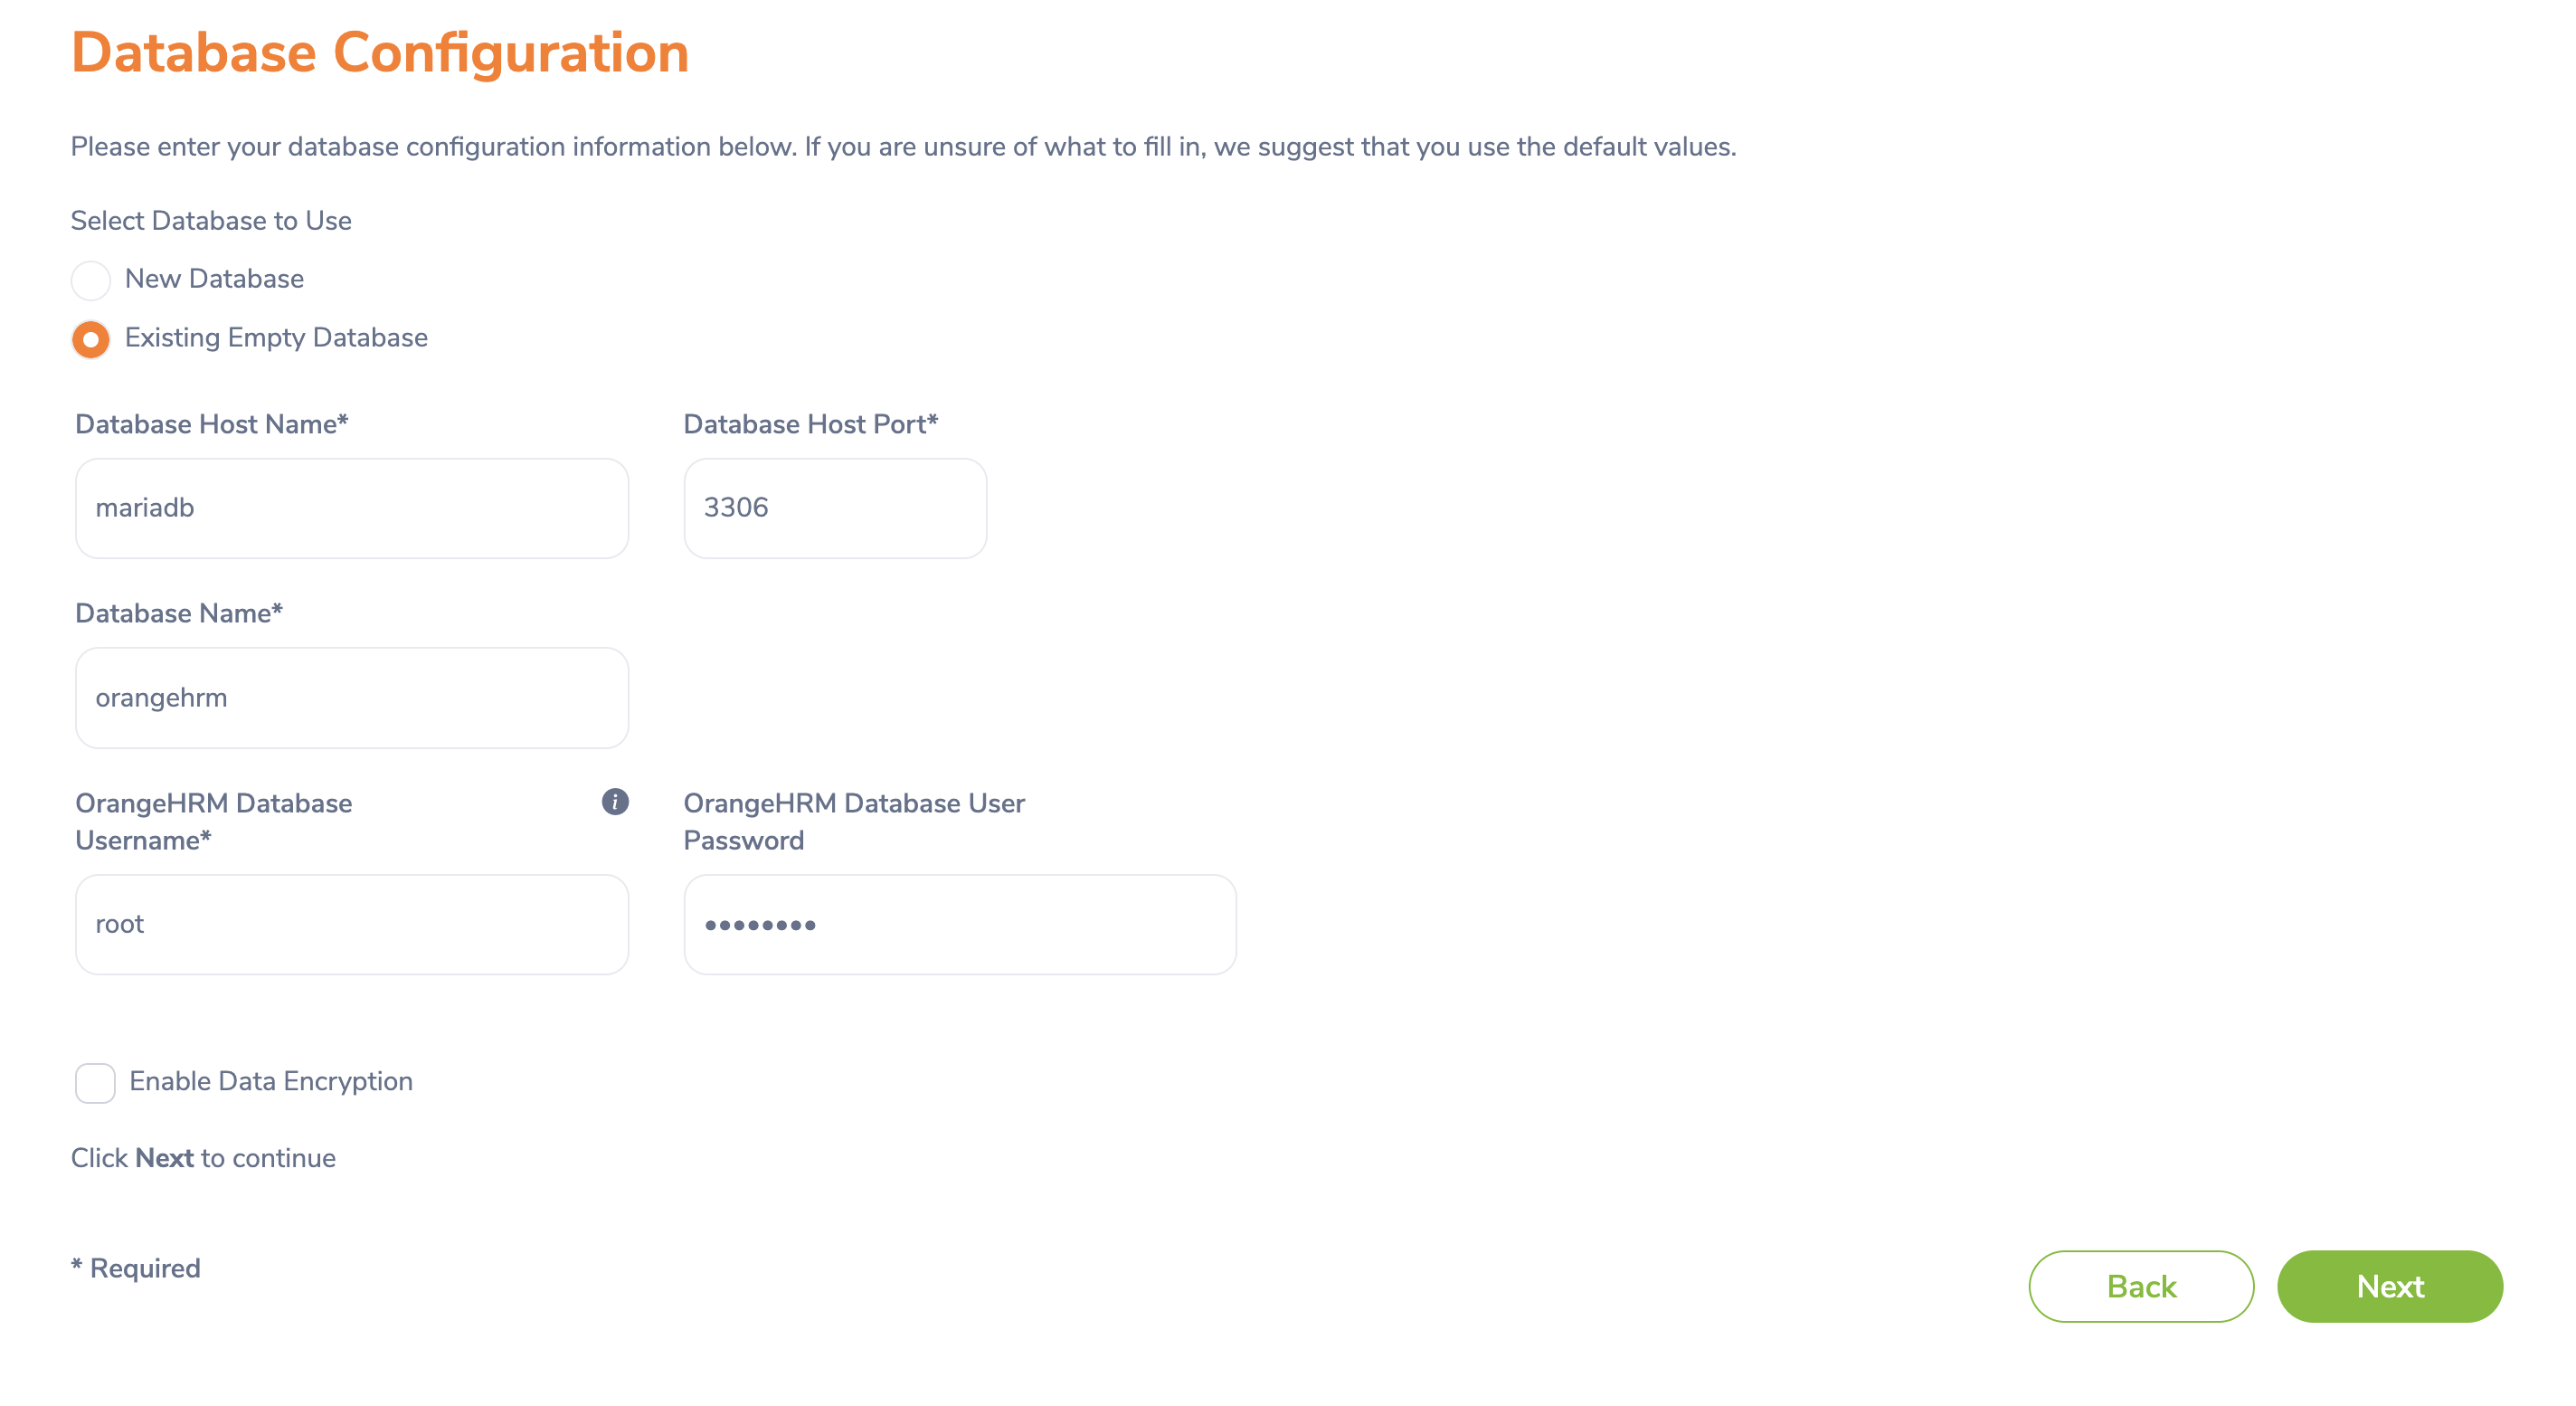 Database Configuration
Please enter your database configuration information below. If you are unsure of what to fill in, we suggest that you use the default values.
Select Database to Use
New Database
Existing Empty Database
Database Host Name*
Database Host Port*
mariadb
3306
Database Name*
orangehrm
OrangeHRM Database
Username*
OrangeHRM Database User
Password
root
••••••••
Enable Data Encryption
Click Next to continue
* Required
Back
Next